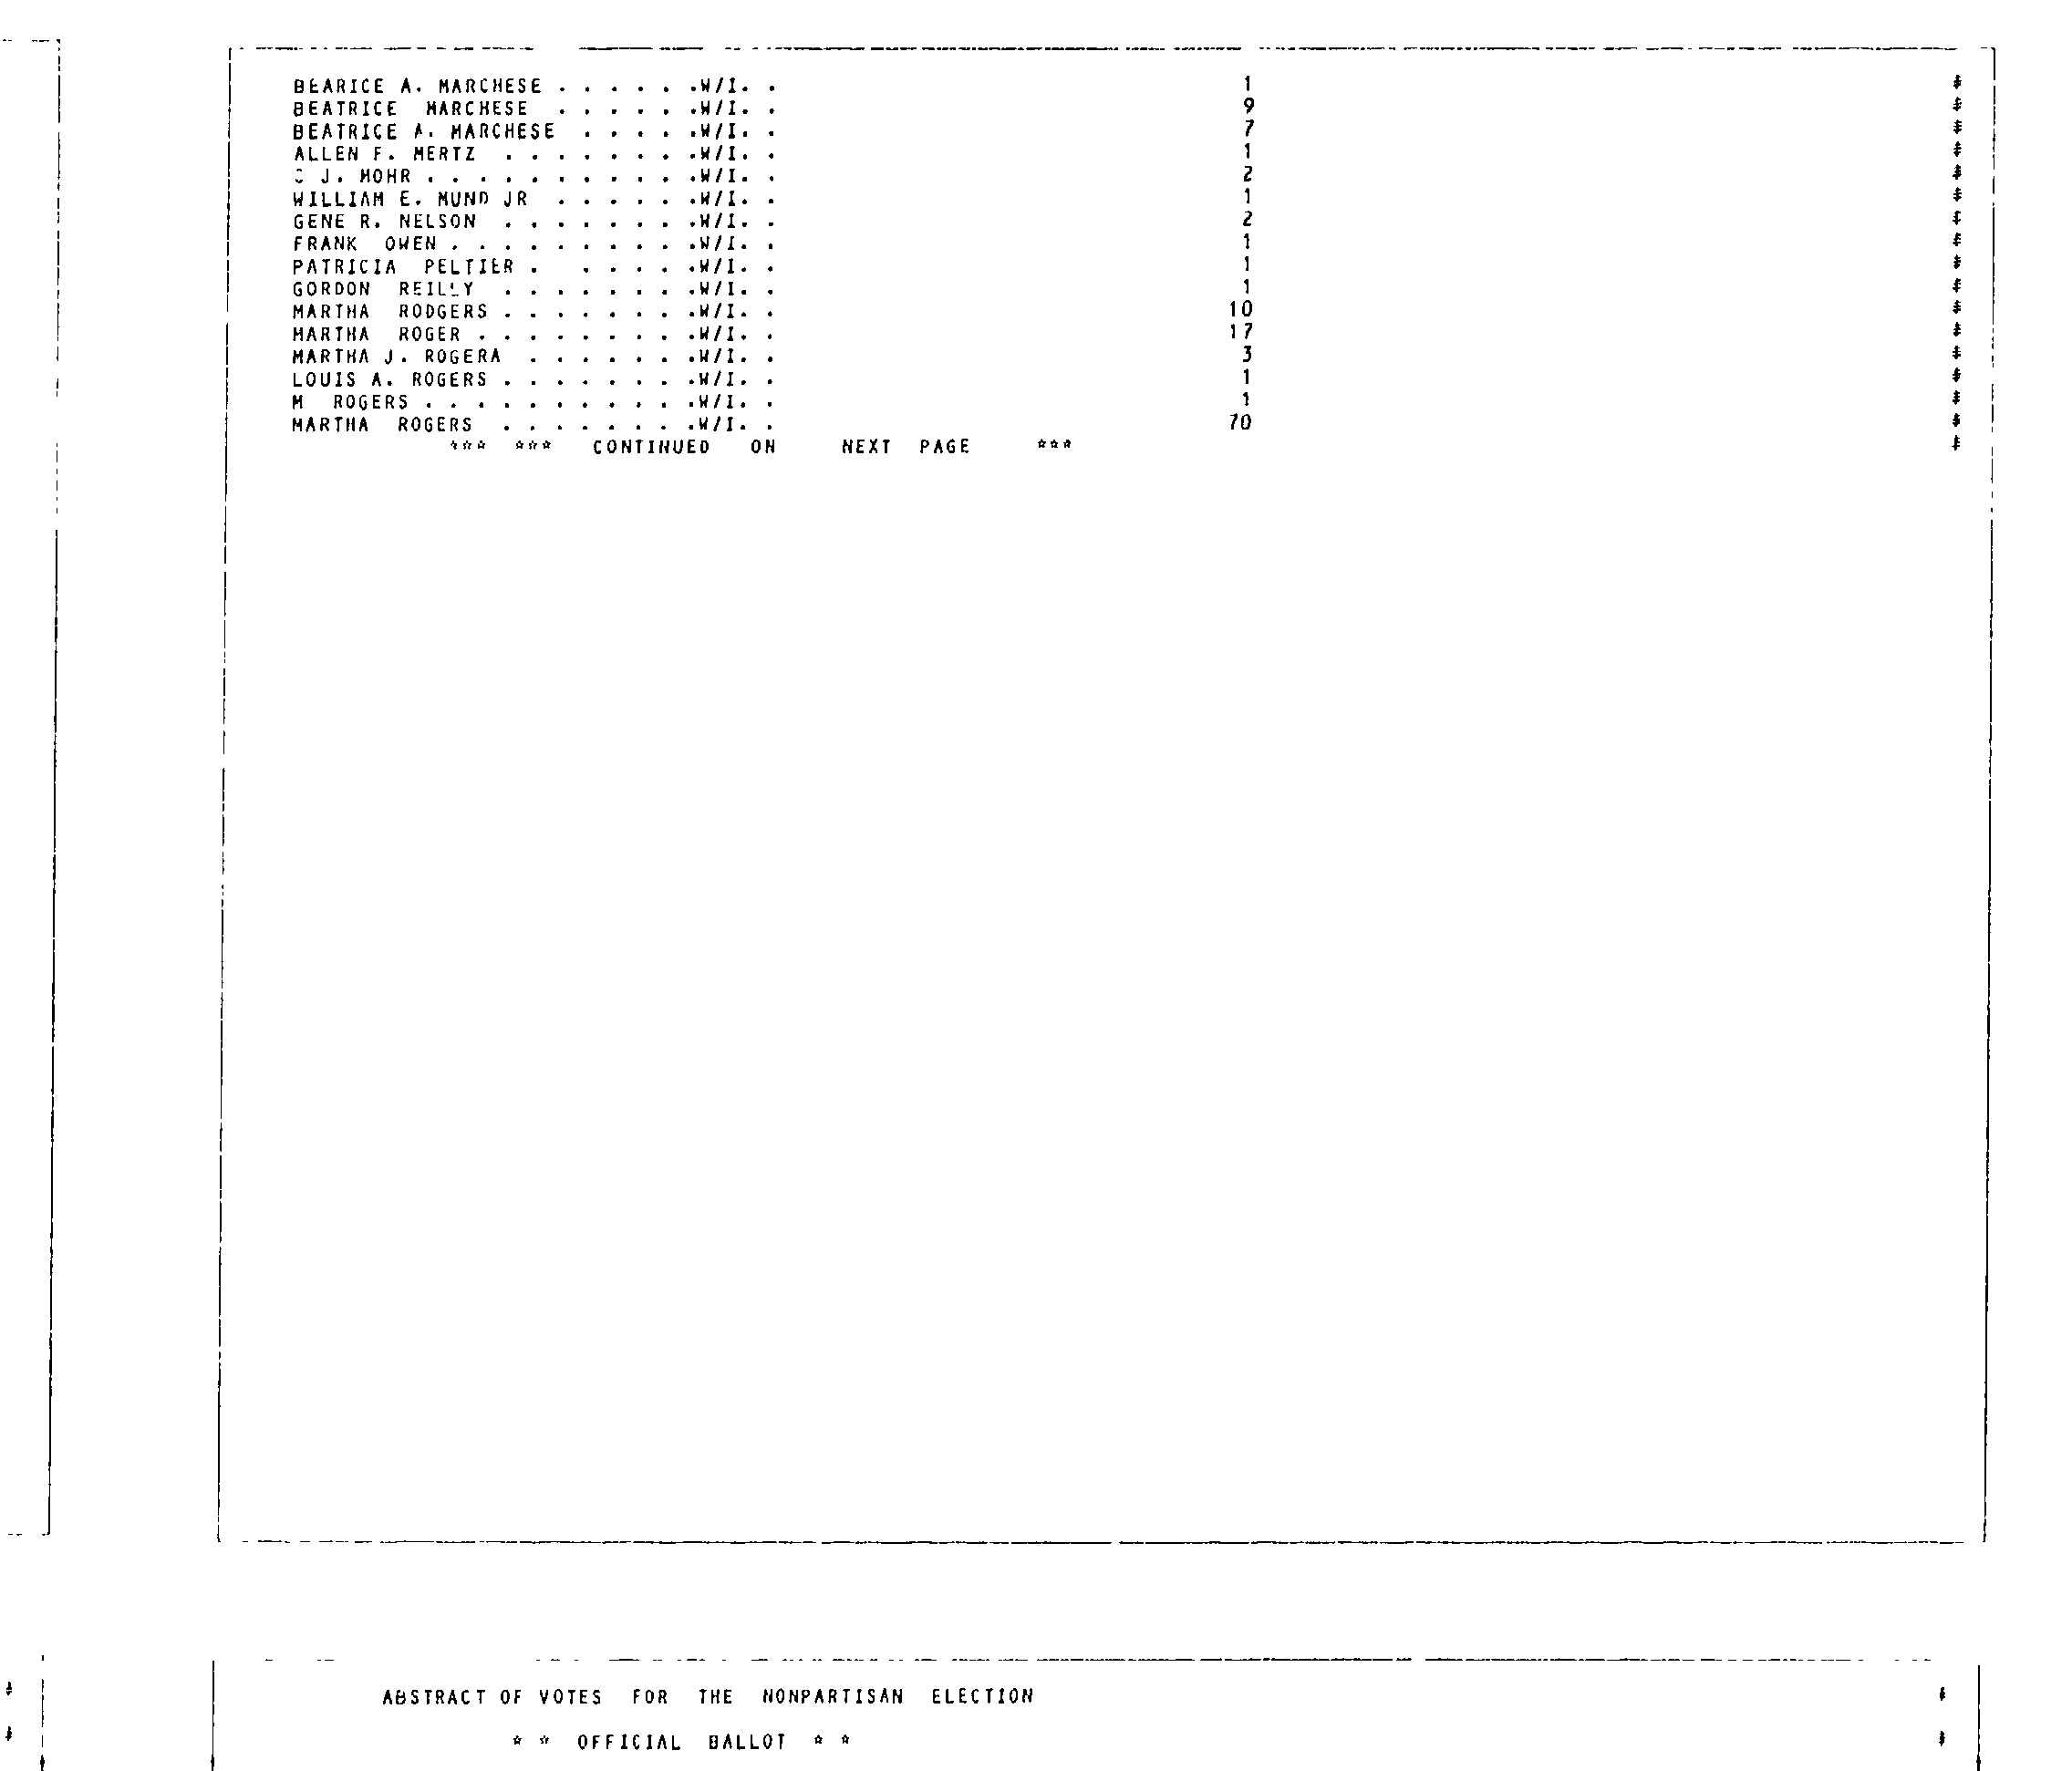 BEARICE A. MARCHESE . . . . . .W/I. . 1 #
BEATRICE MARCHESE . . . . . .W/I. . 9 #
BEATRICE A. MARCHESE . . . . .W/I. . 7 #
ALLEN F. MERTZ . . . . . . . .W/I. . 1 #
J. MOHR . . . . . . . . . . .W/I. . 2 #
WILLIAM E. MUND JR . . . . . .W/I. . 1 #
GENE R. NELSON . . . . . . . .W/I. . 2 #
FRANK OWEN . . . . . . . . . .W/I. . 1 #
PATRICIA PELTIER . . . . . .W/I. . 1 #
GORDON REILLY . . . . . . . .W/I. . 1 #
MARTHA RODGERS . . . . . . . .W/I. . 10 #
MARTHA ROGER . . . . . . . . .W/I. . 17 #
MARTHA J. ROGERA . . . . . . .W/I. . 3 #
LOUIS A. ROGERS . . . . . . . .W/I. . 1 #
M ROGERS . . . . . . . . . . .W/I. . 1 #
MARTHA ROGERS . . . . . . . .W/I. . 70 #
*** *** CONTINUED ON NEXT PAGE *** #
# ABSTRACT OF VOTES FOR THE NONPARTISAN ELECTION #
# * * OFFICIAL BALLOT * * #